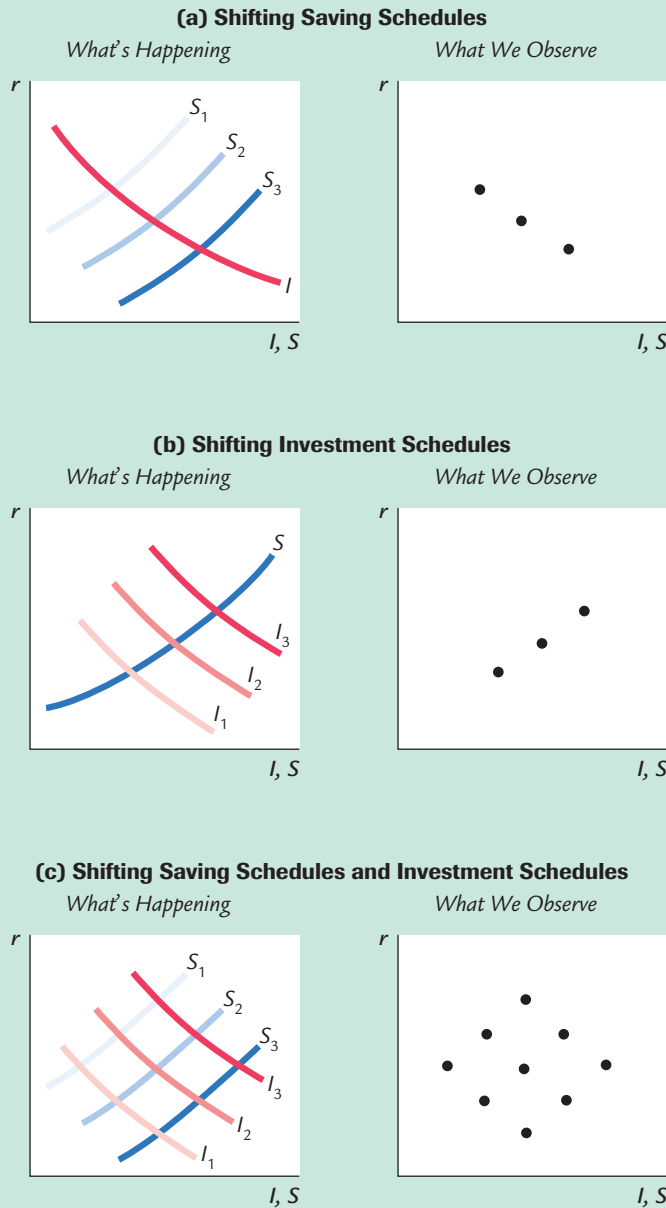 (a) Shifting Saving Schedules
What's Happening
What We Observe
r
S₁
S₂
S₃
I
I, S
r
I, S
(b) Shifting Investment Schedules
What's Happening
What We Observe
r
S
I₃
I₂
I₁
I, S
r
I, S
(c) Shifting Saving Schedules and Investment Schedules
What's Happening
What We Observe
r
S₁
S₂
S₃
I₃
I₂
I₁
I, S
r
I, S